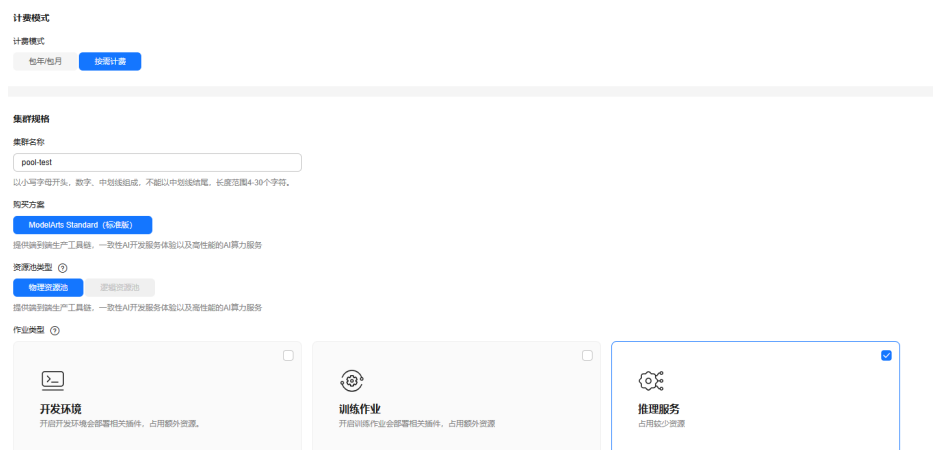 计费模式
计费模式
包年/包月 按需计费
集群规格
集群名称
pool-test
以小写字母开头，数字，中划线组成，不能以中划线结尾，长度范围4-30个字符。
购买方案
ModelArts Standard（标准版）
提供端到端生产工具链，一致性AI开发服务体验以及高性能的AI算力服务
资源池类型
物理资源池 逻辑资源池
提供端到端生产工具链，一致性AI开发服务体验以及高性能的AI算力服务
作业类型
开发环境
开启开发环境会部署相关插件，占用额外资源。
训练作业
开启训练作业会部署相关插件，占用额外资源
推理服务
占用较少资源